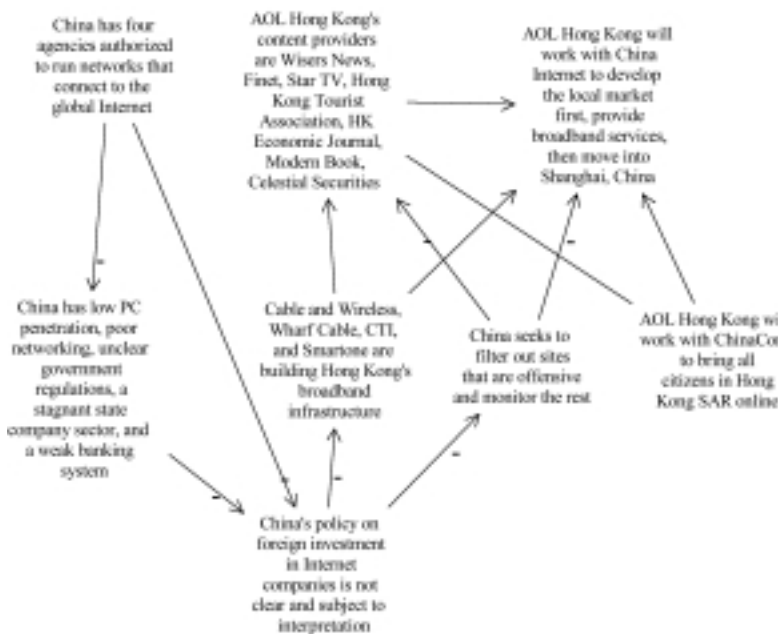 China has four
agencies authorized
to run networks that
connect to the
global Internet
AOL Hong Kong's
content providers
are Wisers News,
Finet, Star TV, Hong
Kong Tourist
Association, HK
Economic Journal,
Modern Book,
Celestial Securities
AOL Hong Kong will
work with China
Internet to develop
the local market
first, provide
broadband services,
then move into
Shanghai, China
China has low PC
penetration, poor
networking, unclear
government
regulations, a
stagnant state
company sector, and
a weak banking
system
Cable and Wireless,
Wharf Cable, CTI,
and Smartone are
building Hong Kong's
broadband
infrastructure
China seeks to
filter out sites
that are offensive
and monitor the rest
AOL Hong Kong wi
work with ChinaCo
to bring all
citizens in Hong
Kong SAR online
China's policy on
foreign investment
in Internet
companies is not
clear and subject to
interpretation